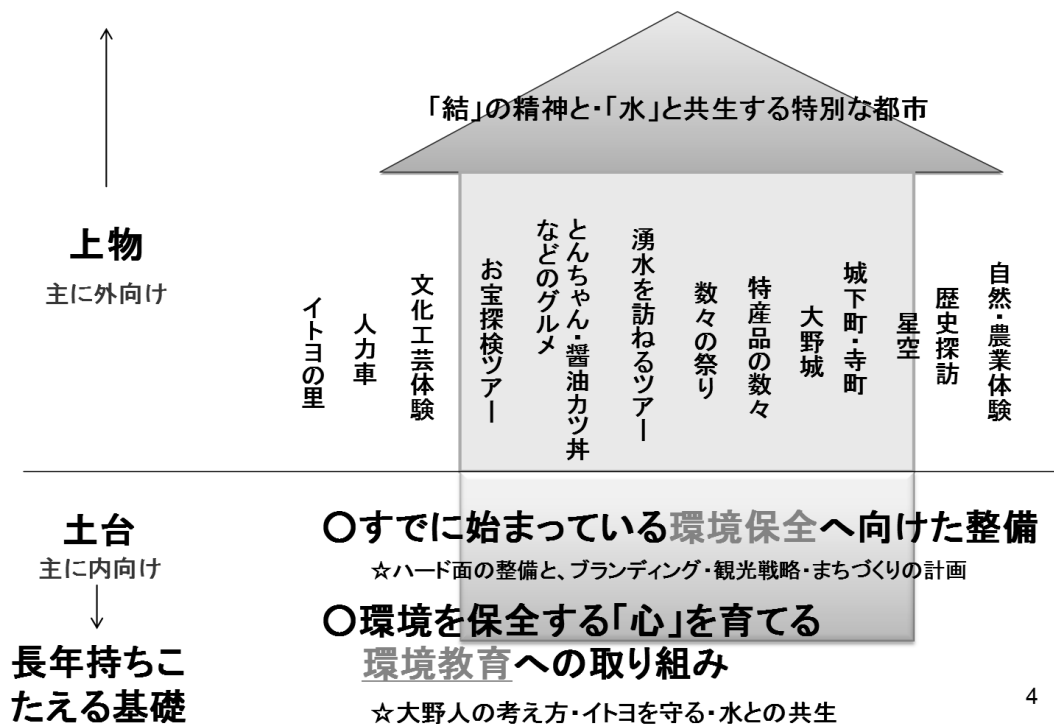 「結」の精神と・「水」と共生する特別な都市
上物
主に外向け
イトヨの里
人力車
文化工芸体験
お宝探検ツアー
とんちゃん・醤油カツ丼
などのグルメ
湧水を訪ねるツアー
数々の祭り
特産品の数々
大野城
城下町・寺町
星空
歴史探訪
自然・農業体験
土台
主に内向け
長年持ちこ
たえる基礎
〇すでに始まっている環境保全へ向けた整備
☆ハード面の整備と、ブランディング・観光戦略・まちづくりの計画
〇環境を保全する「心」を育てる
環境教育への取り組み
☆大野人の考え方・イトヨを守る・水との共生
4